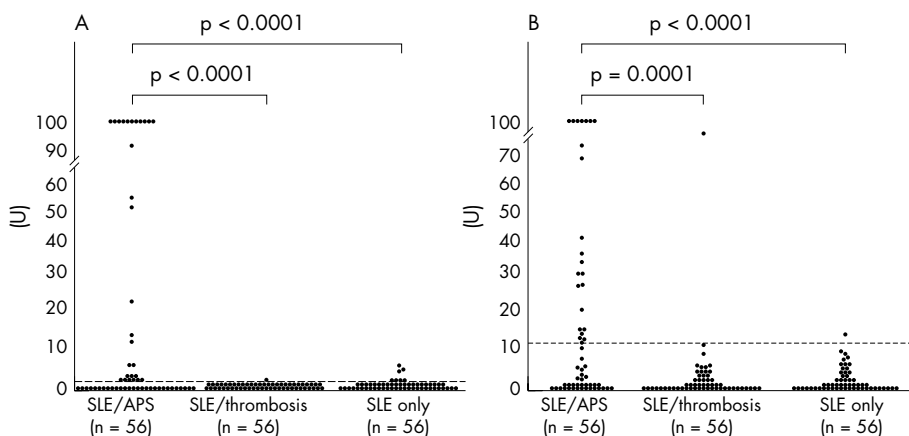 A
p < 0.0001
p < 0.0001
100
90
60
50
40
30
20
10
0
(U)
SLE/APS
(n = 56)
SLE/thrombosis
(n = 56)
SLE only
(n = 56)
B
p < 0.0001
p = 0.0001
100
70
60
50
40
30
20
10
0
(U)
SLE/APS
(n = 56)
SLE/thrombosis
(n = 56)
SLE only
(n = 56)